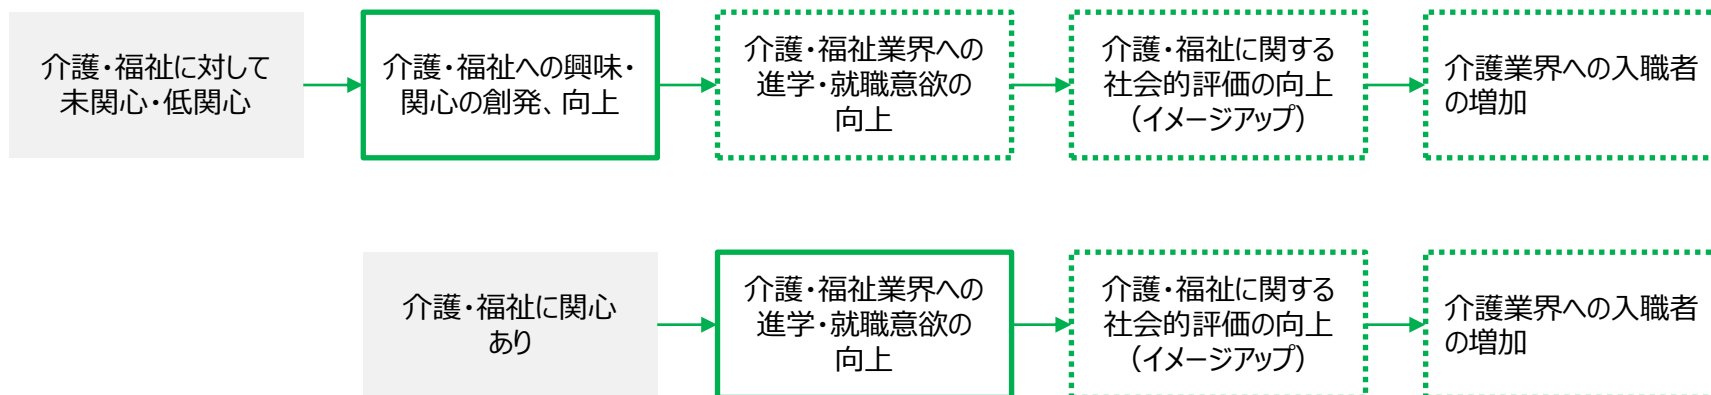 介護・福祉に対して
未関心・低関心
介護・福祉への興味・
関心の創発、向上
介護・福祉業界への
進学・就職意欲の
向上
介護・福祉に関する
社会的評価の向上
（イメージアップ）
介護業界への入職者
の増加
介護・福祉に関心
あり
介護・福祉業界への
進学・就職意欲の
向上
介護・福祉に関する
社会的評価の向上
（イメージアップ）
介護業界への入職者
の増加